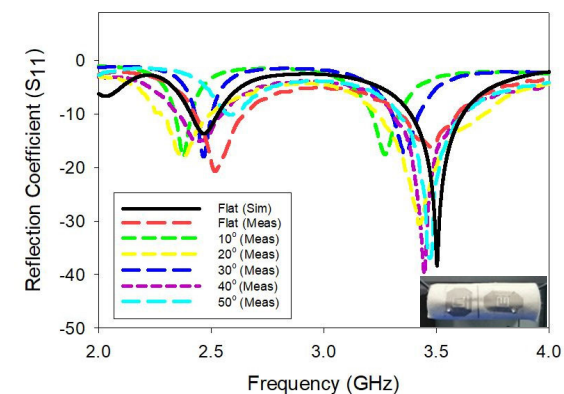 Reflection Coefficient (S11)
0
-10
-20
-30
-40
-50
Flat (Sim)
Flat (Meas)
10° (Meas)
20° (Meas)
30° (Meas)
40° (Meas)
50° (Meas)
2.0 2.5 3.0 3.5 4.0
Frequency (GHz)